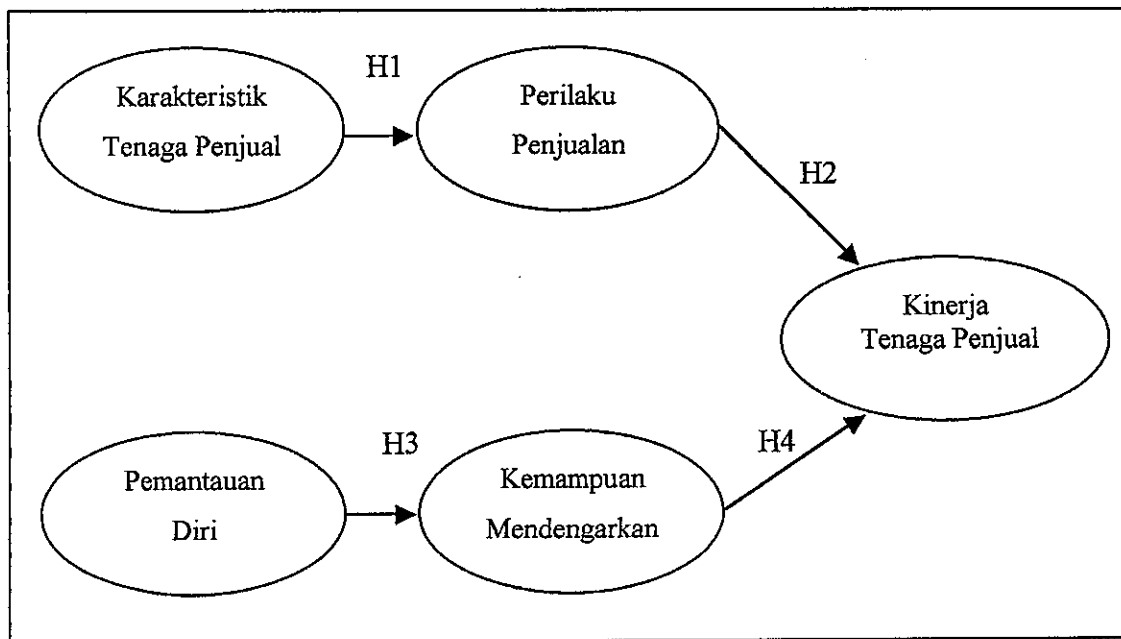 H1
Karakteristik
Tenaga Penjual
Perilaku
Penjualan
H2
Kinerja
Tenaga Penjual
H3
H4
Pemantauan
Diri
Kemampuan
Mendengarkan